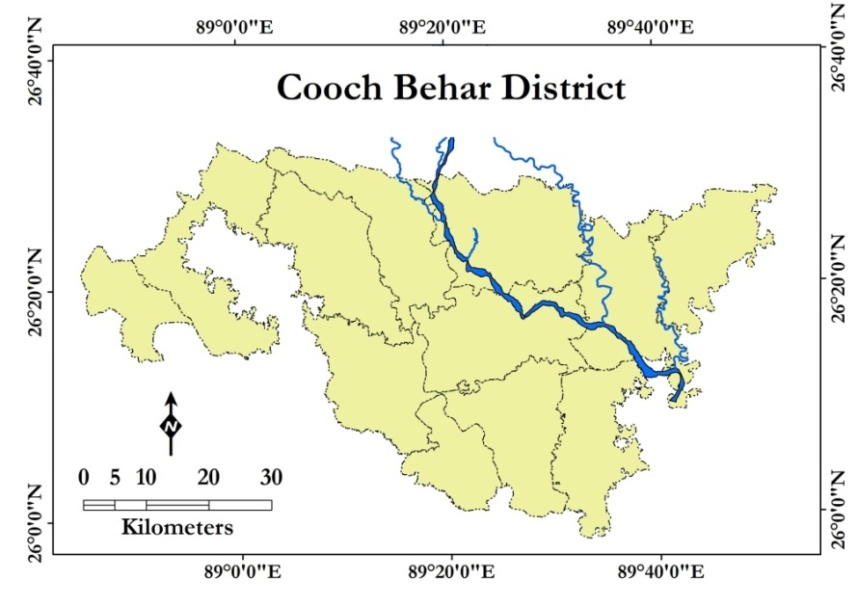 89°0'0"E 89°20'0"E 89°40'0"E
26°40'0"N 26°40'0"N
Cooch Behar District
26°20'0"N 26°20'0"N
N
0 5 10 20 30
Kilometers
26°0'0"N 26°0'0"N
89°0'0"E 89°20'0"E 89°40'0"E